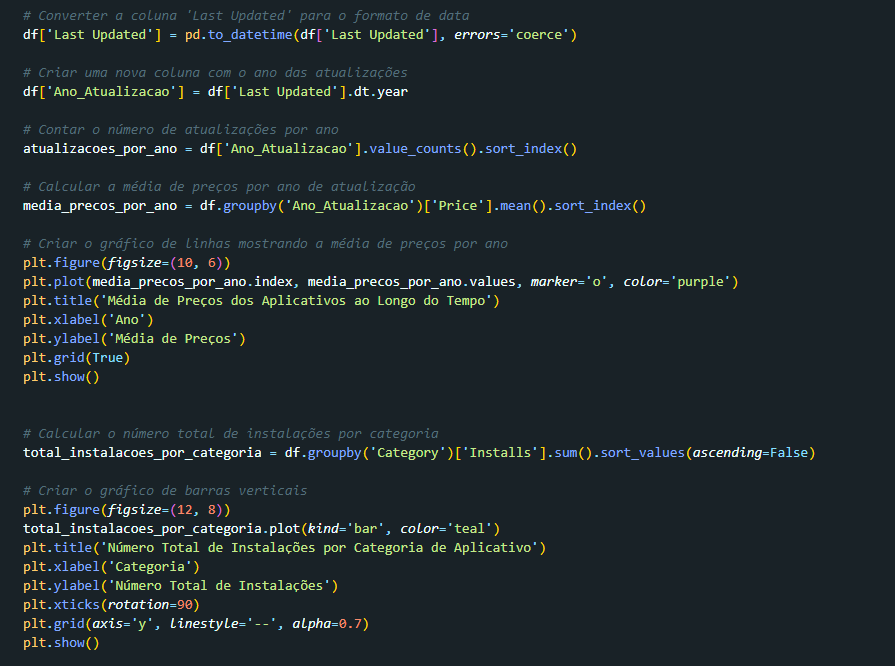 # Converter a coluna 'Last Updated' para o formato de data
df['Last Updated'] = pd.to_datetime(df['Last Updated'], errors='coerce')
# Criar uma nova coluna com o ano das atualizações
df['Ano_Atualizacao'] = df['Last Updated'].dt.year
# Contar o número de atualizações por ano
atualizacoes_por_ano = df['Ano_Atualizacao'].value_counts().sort_index()
# Calcular a média de preços por ano de atualização
media_precos_por_ano = df.groupby('Ano_Atualizacao')['Price'].mean().sort_index()
# Criar o gráfico de linhas mostrando a média de preços por ano
plt.figure(figsize=(10, 6))
plt.plot(media_precos_por_ano.index, media_precos_por_ano.values, marker='o', color='purple')
plt.title('Média de Preços dos Aplicativos ao Longo do Tempo')
plt.xlabel('Ano')
plt.ylabel('Média de Preços')
plt.grid(True)
plt.show()
# Calcular o número total de instalações por categoria
total_instalacoes_por_categoria = df.groupby('Category')['Installs'].sum().sort_values(ascending=False)
# Criar o gráfico de barras verticais
plt.figure(figsize=(12, 8))
total_instalacoes_por_categoria.plot(kind='bar', color='teal')
plt.title('Número Total de Instalações por Categoria de Aplicativo')
plt.xlabel('Categoria')
plt.ylabel('Número Total de Instalações')
plt.xticks(rotation=90)
plt.grid(axis='y', linestyle='--', alpha=0.7)
plt.show()